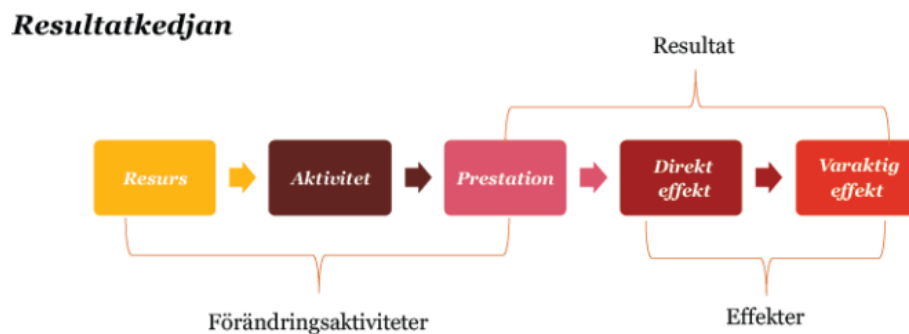 Resultatkedjan
Resultat
Resurs
Aktivitet
Prestation
Direkt
effekt
Varaktig
effekt
Förändringsaktiviteter
Effekter